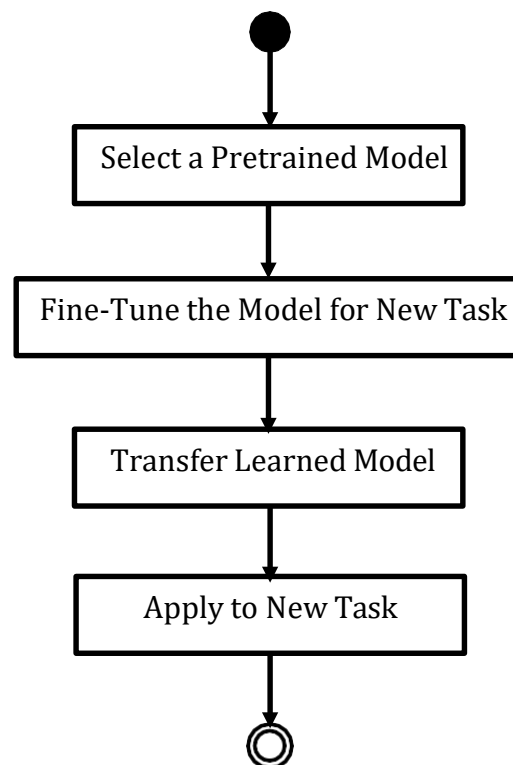 Select a Pretrained Model
Fine-Tune the Model for New Task
Transfer Learned Model
Apply to New Task